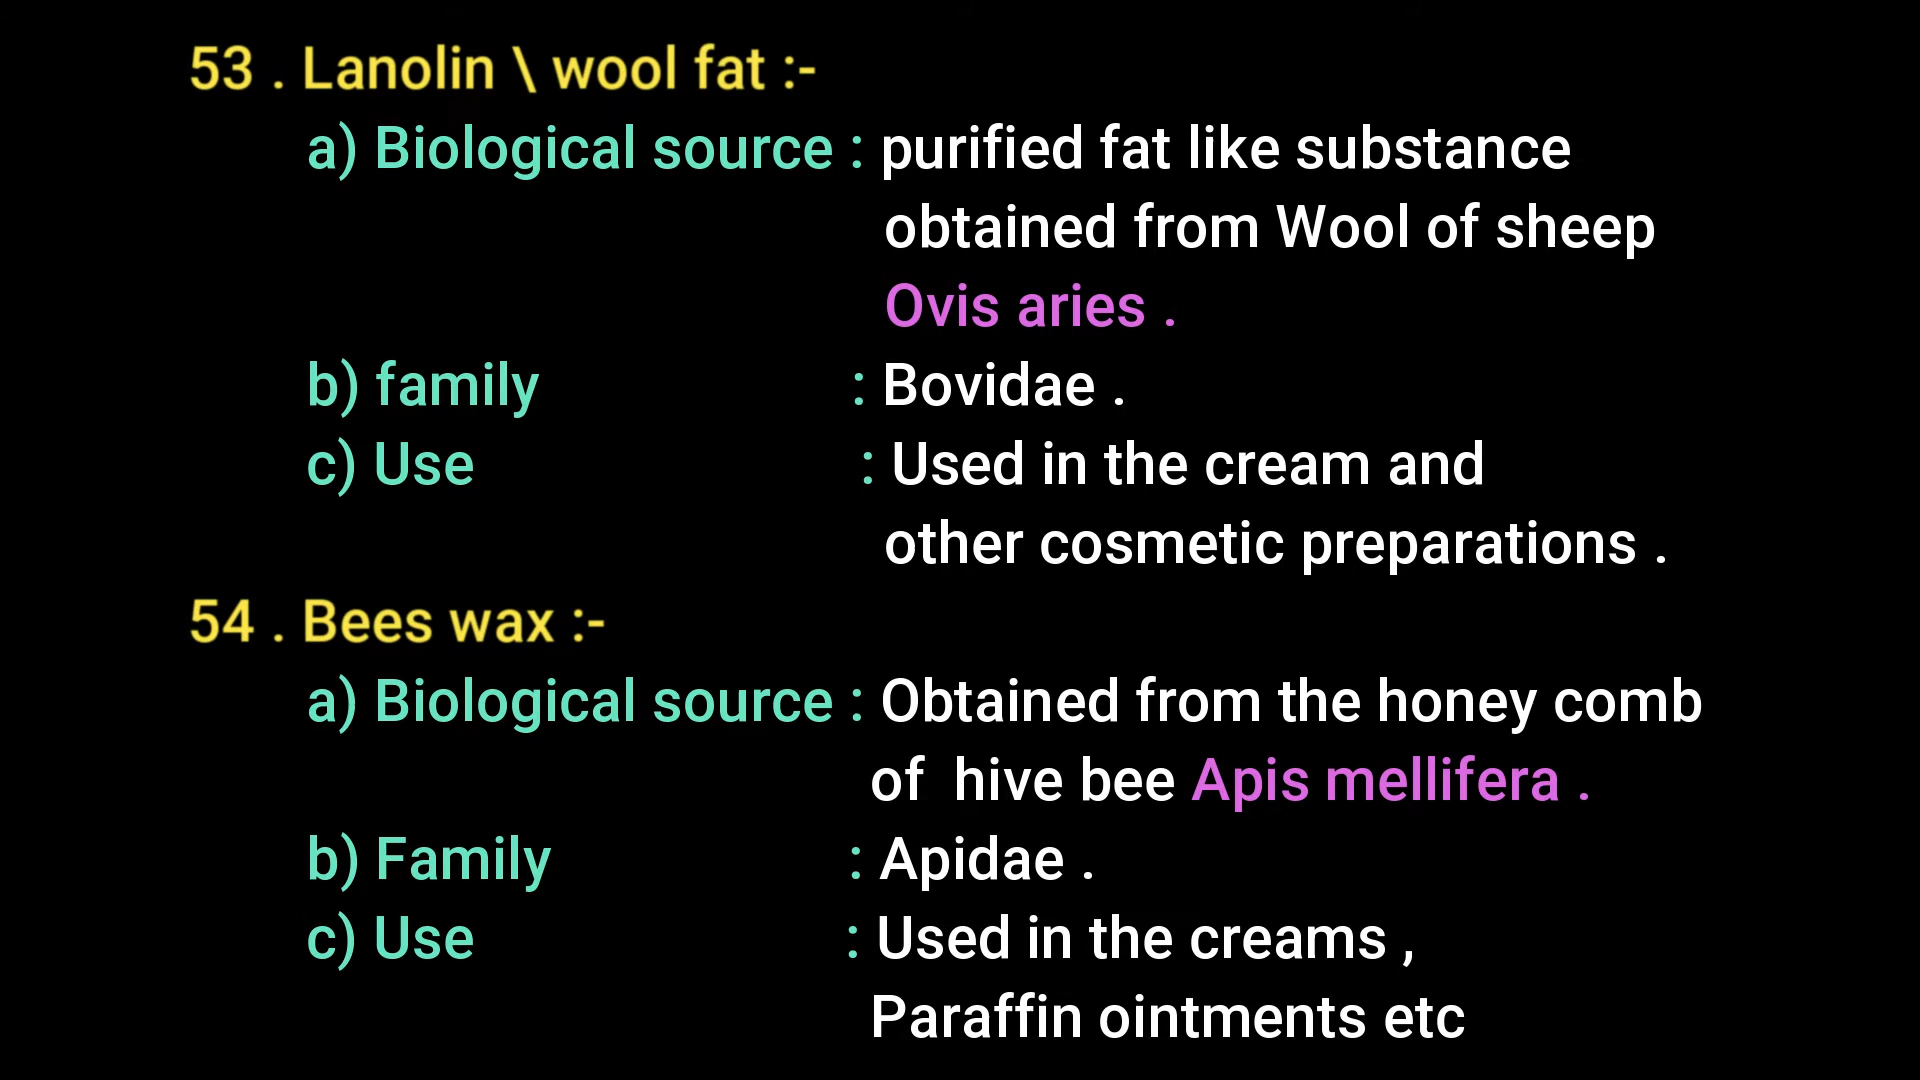 53 . Lanolin \ wool fat :-
a) Biological source : purified fat like substance
obtained from Wool of sheep
Ovis aries .
b) family : Bovidae .
c) Use : Used in the cream and
other cosmetic preparations .
54 . Bees wax :-
a) Biological source : Obtained from the honey comb
of hive bee Apis mellifera .
b) Family : Apidae .
c) Use : Used in the creams ,
Paraffin ointments etc